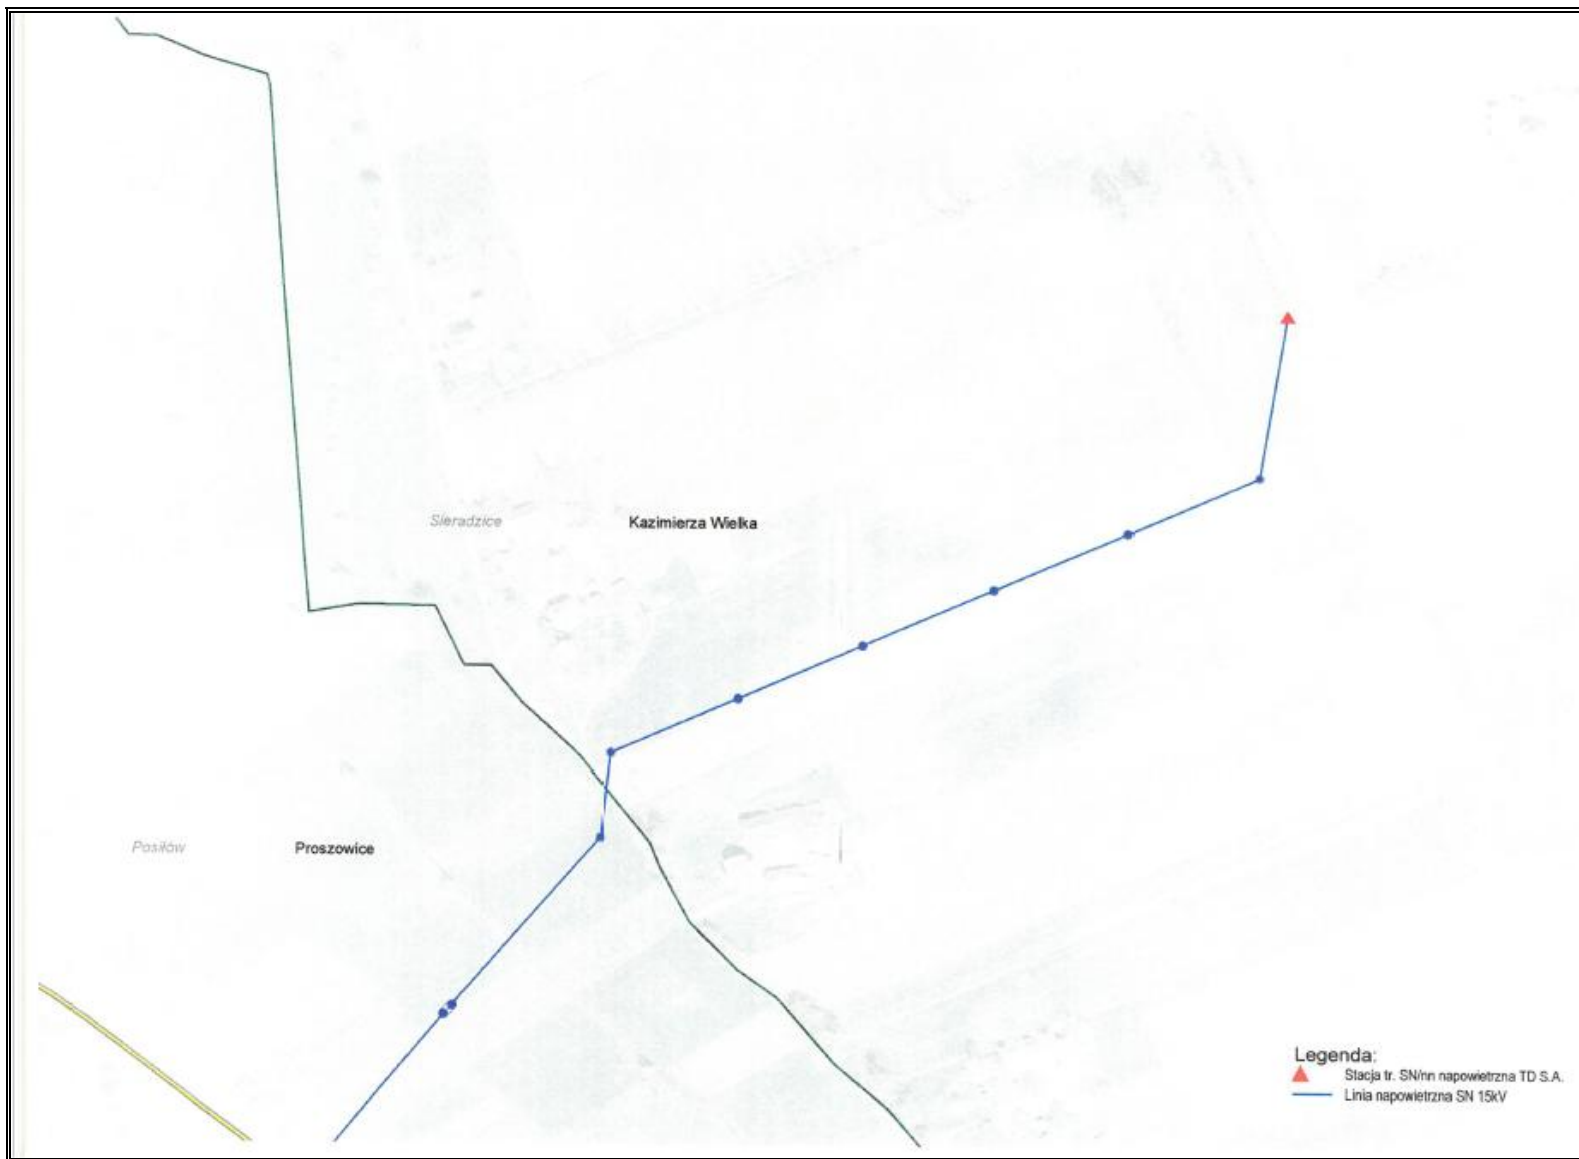 Sieradzice
Kazimierza Wielka
Posiłów
Proszowice
Legenda:
Stacja tr. SN/nn napowietrzna TD S.A.
Linia napowietrzna SN 15kV